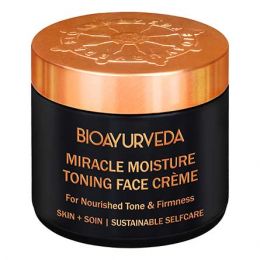 BIOAYURVEDA
MIRACLE MOISTURE
TONING FACE CRÈME
For Nourished Tone & Firmness
SKIN + SOIN | SUSTAINABLE SELFCARE